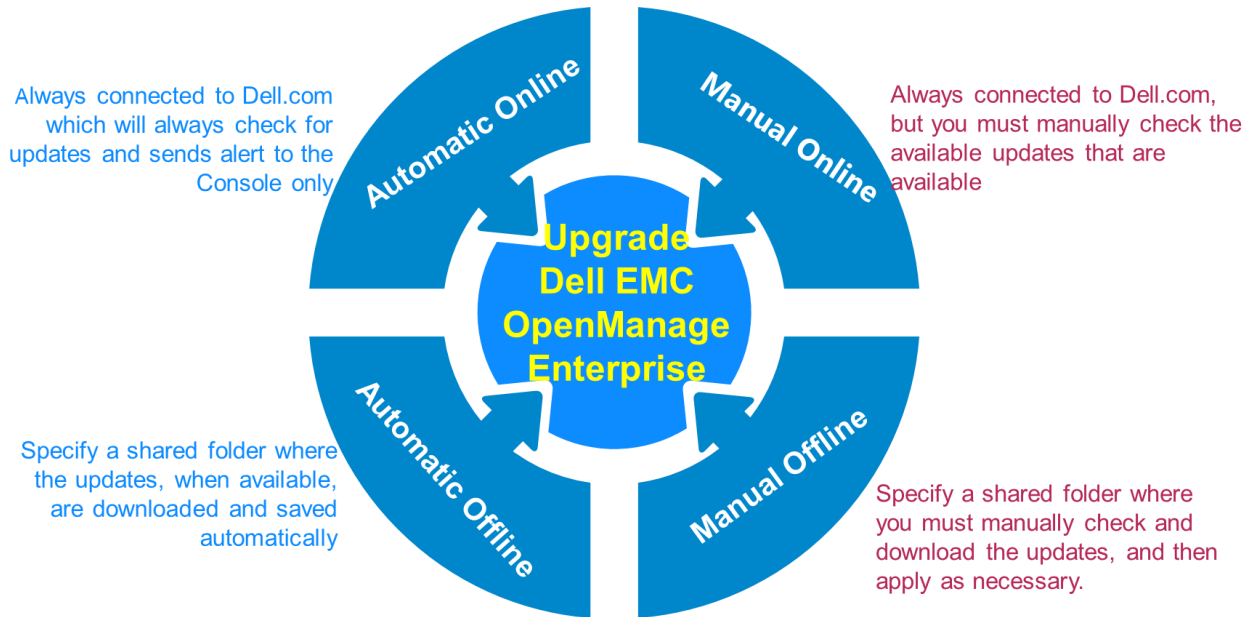 Always connected to Dell.com
which will always check for
updates and sends alert to the
Console only
Automatic Online
Manual Online
Always connected to Dell.com,
but you must manually check the
available updates that are
available
Upgrade
Dell EMC
OpenManage
Enterprise
Specify a shared folder where
the updates, when available,
are downloaded and saved
automatically
Automatic Offline
Manual Offline
Specify a shared folder where
you must manually check and
download the updates, and then
apply as necessary.